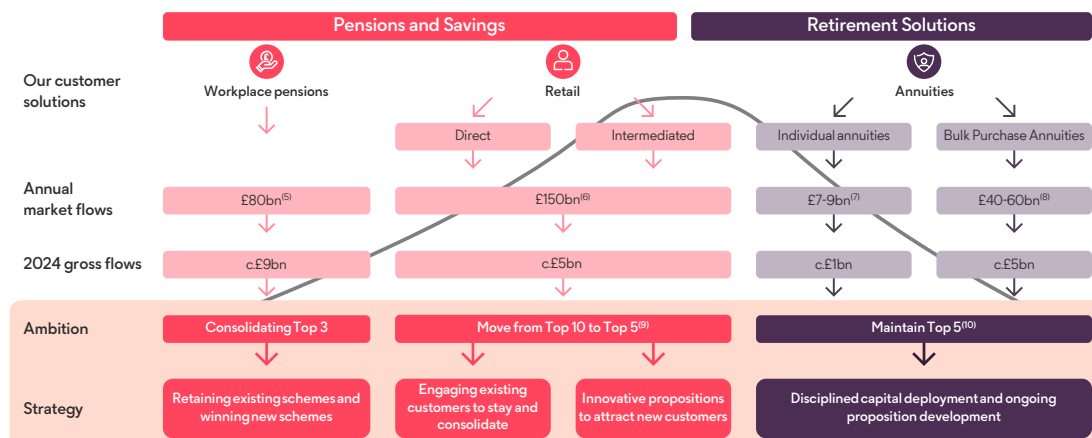 Pensions and Savings
Retirement Solutions
Our customer
solutions
Workplace pensions
Retail
Annuities
Direct
Intermediated
Individual annuities
Bulk Purchase Annuities
Annual
market flows
£80bn(5)
£150bn(6)
£7-9bn(7)
£40-60bn(8)
2024 gross flows
c.£9bn
c.£5bn
c.£1bn
c.£5bn
Ambition
Consolidating Top 3
Move from Top 10 to Top 5(9)
Maintain Top 5(10)
Strategy
Retaining existing schemes and
winning new schemes
Engaging existing
customers to stay and
consolidate
Innovative propositions
to attract new customers
Disciplined capital deployment and ongoing
proposition development